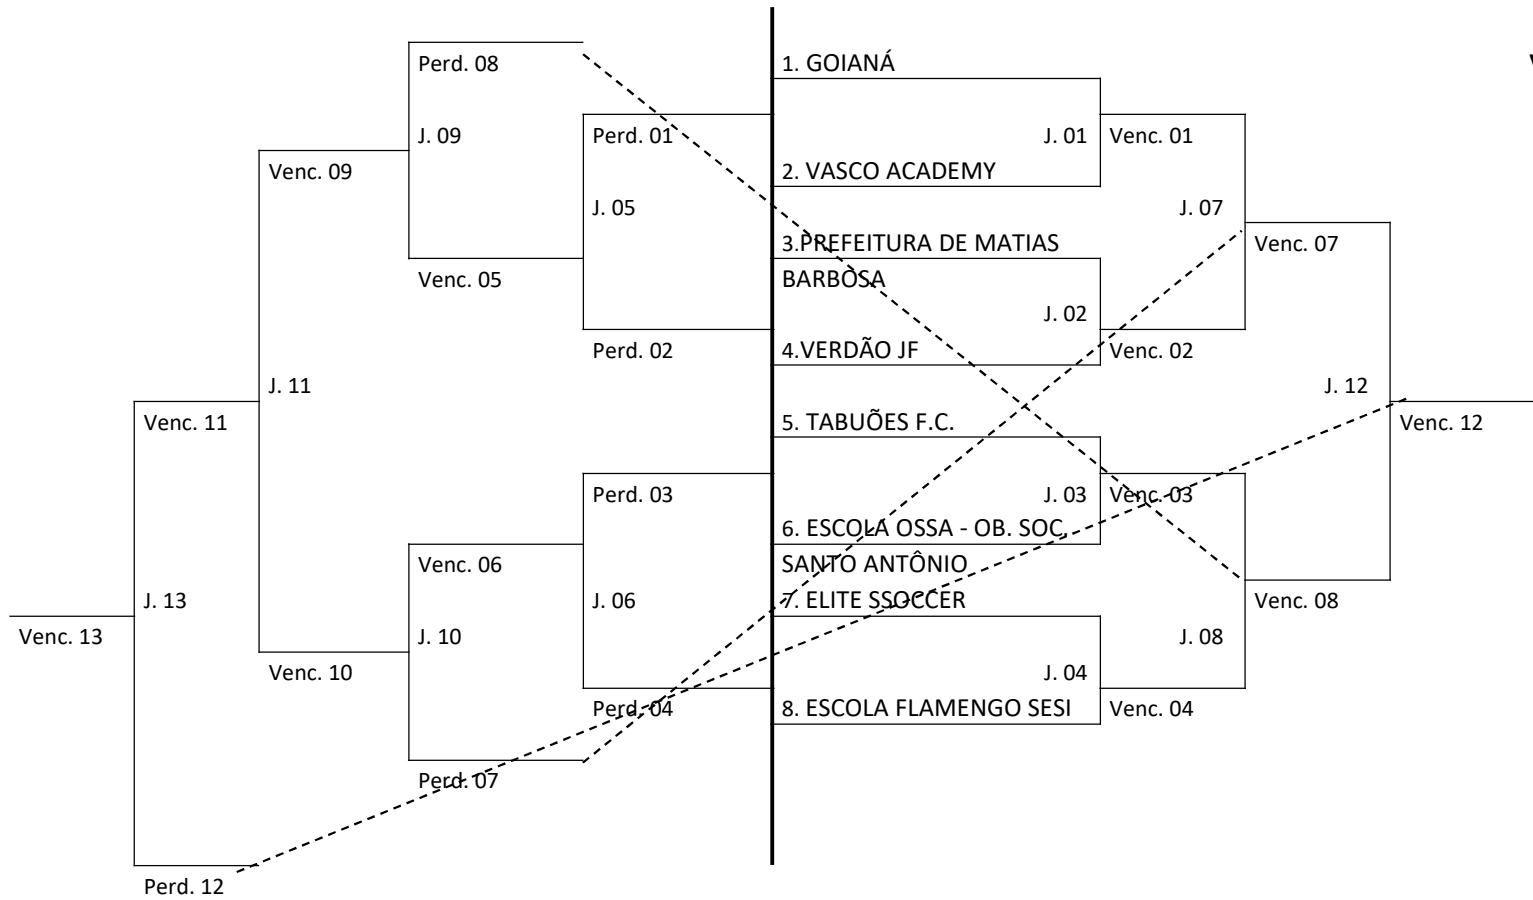 Perd. 08
1. GOIANÁ
J. 09
Perd. 01
J. 01
Venc. 01
Venc. 09
2. VASCO ACADEMY
J. 05
J. 07
3.PREFEITURA DE MATIAS
BARBOSA
Venc. 07
Venc. 05
J. 02
Perd. 02
4.VERDÃO JF
Venc. 02
J. 11
J. 12
Venc. 11
5. TABUÕES F.C.
Venc. 12
Perd. 03
J. 03
Venc. 03
6. ESCOLA OSSA - OB. SOC.
SANTO ANTÔNIO
Venc. 06
J. 13
J. 06
7. ELITE SSOCCER
Venc. 08
Venc. 13
J. 10
J. 08
Venc. 10
J. 04
Perd. 04
8. ESCOLA FLAMENGO SESI
Venc. 04
Perd. 07
Perd. 12